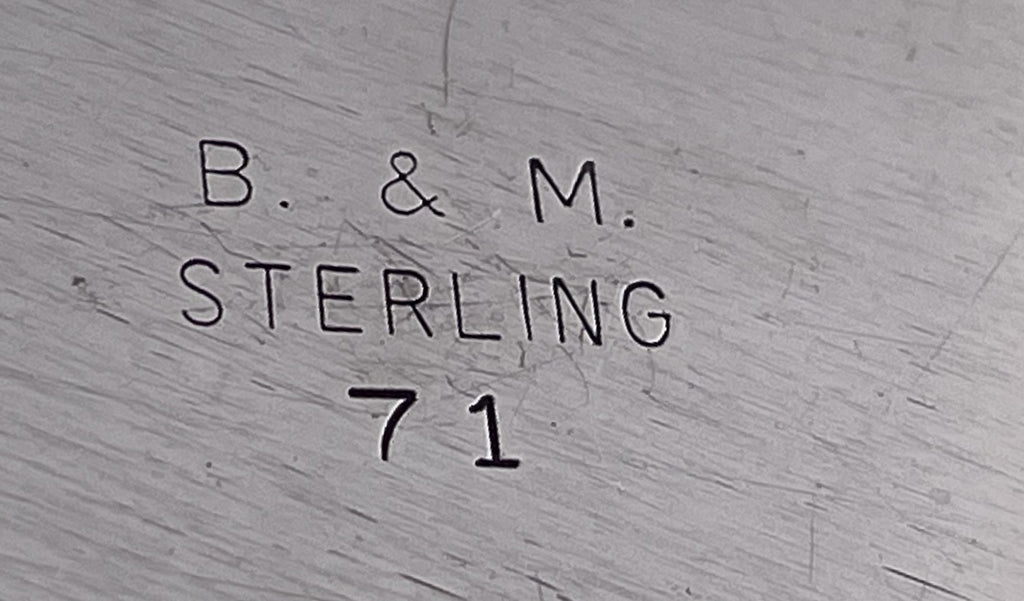 B. & M.
STERLING
71